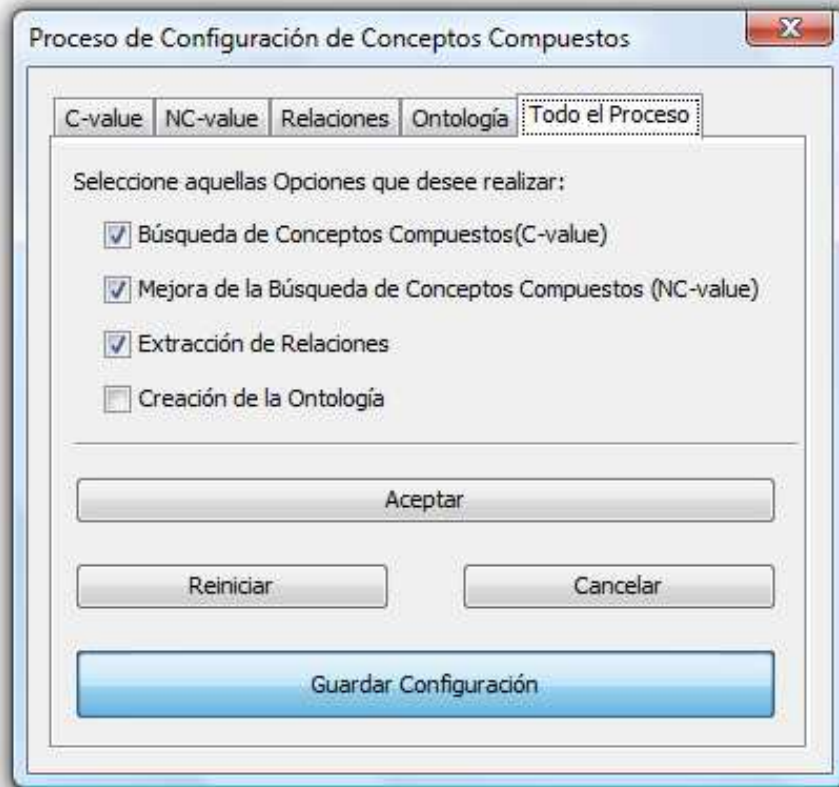 Proceso de Configuración de Conceptos Compuestos
C-value NC-value Relaciones Ontología Todo el Proceso
Seleccione aquellas Opciones que desee realizar:
Búsqueda de Conceptos Compuestos(C-value)
Mejora de la Búsqueda de Conceptos Compuestos (NC-value)
Extracción de Relaciones
Creación de la Ontología
Aceptar
Reiniciar Cancelar
Guardar Configuración